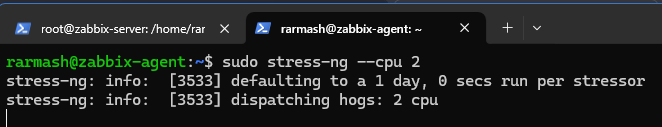 root@zabbix-server: /home/rar
rarmash@zabbix-agent: ~
rarmash@zabbix-agent:~$ sudo stress-ng --cpu 2
stress-ng: info:  [3533] defaulting to a 1 day, 0 secs run per stressor
stress-ng: info:  [3533] dispatching hogs: 2 cpu